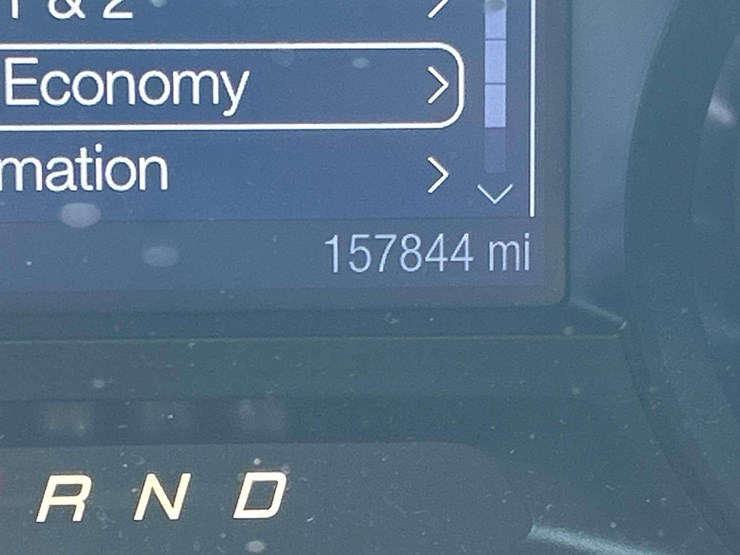 & 2 >
Economy >
mation >
157844 mi
R N D